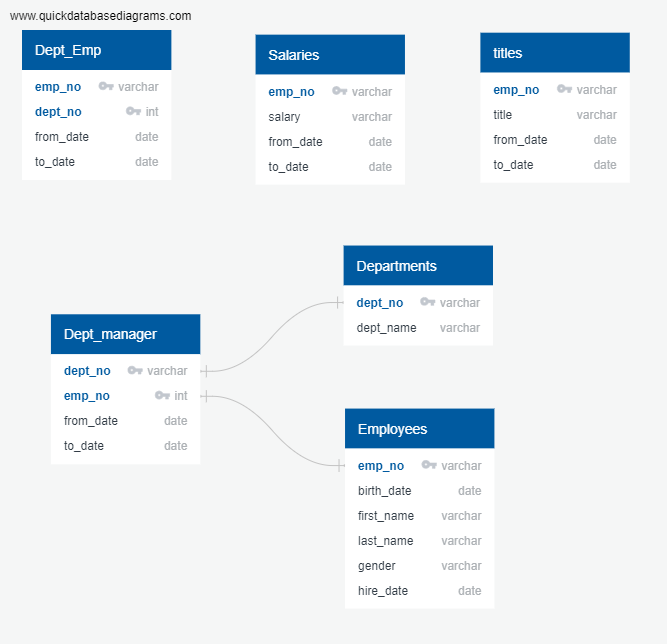 www.quickdatabasediagrams.com
Dept_Emp
emp_no varchar
dept_no int
from_date date
to_date date
Salaries
emp_no varchar
salary varchar
from_date date
to_date date
titles
emp_no varchar
title varchar
from_date date
to_date date
Departments
dept_no varchar
dept_name varchar
Dept_manager
dept_no varchar
emp_no int
from_date date
to_date date
Employees
emp_no varchar
birth_date date
first_name varchar
last_name varchar
gender varchar
hire_date date